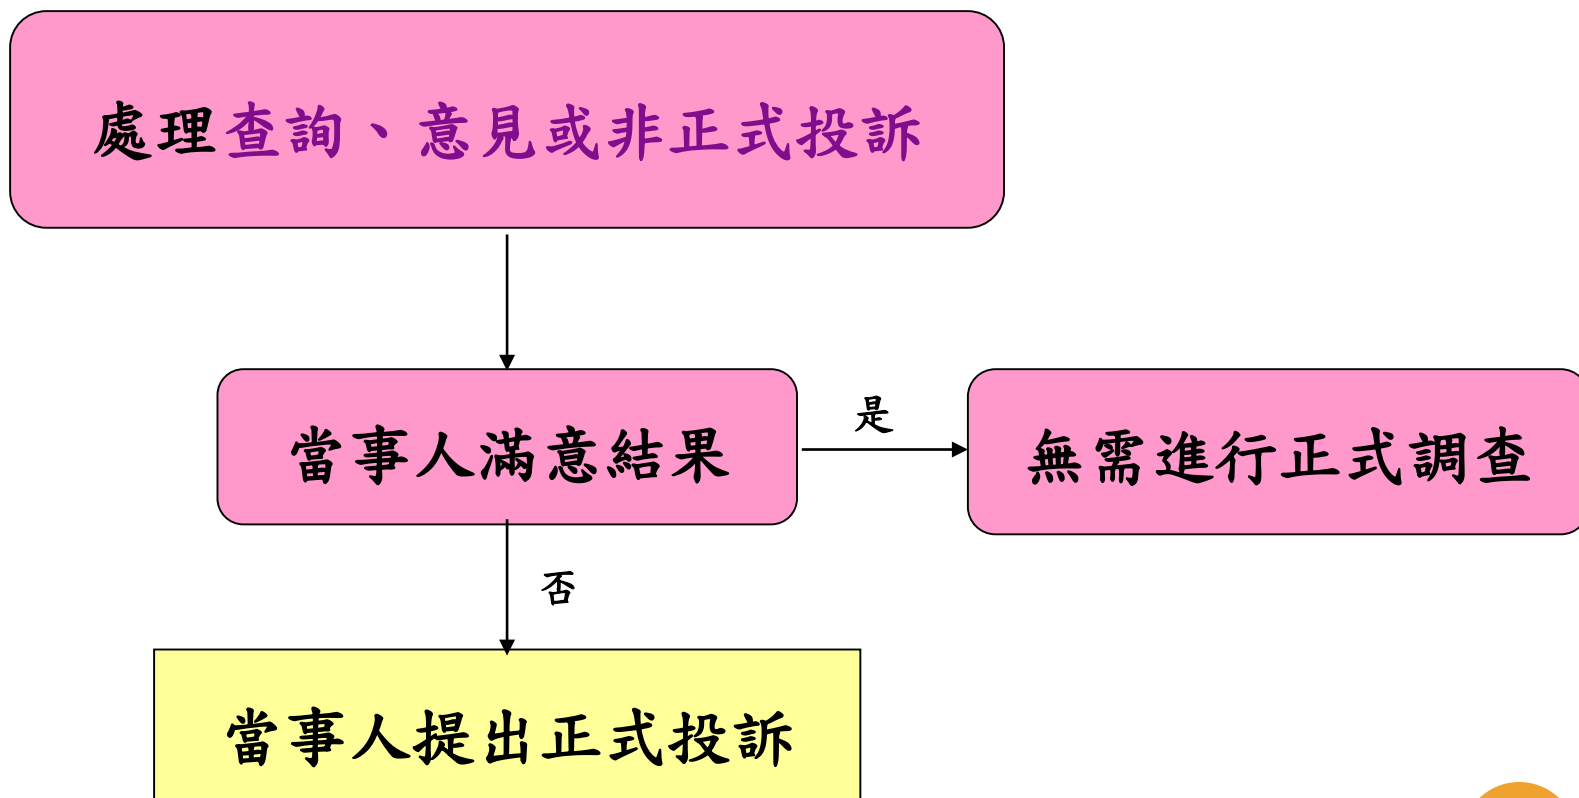 處理查詢、意見或非正式投訴
當事人滿意結果
是
無需進行正式調查
否
當事人提出正式投訴